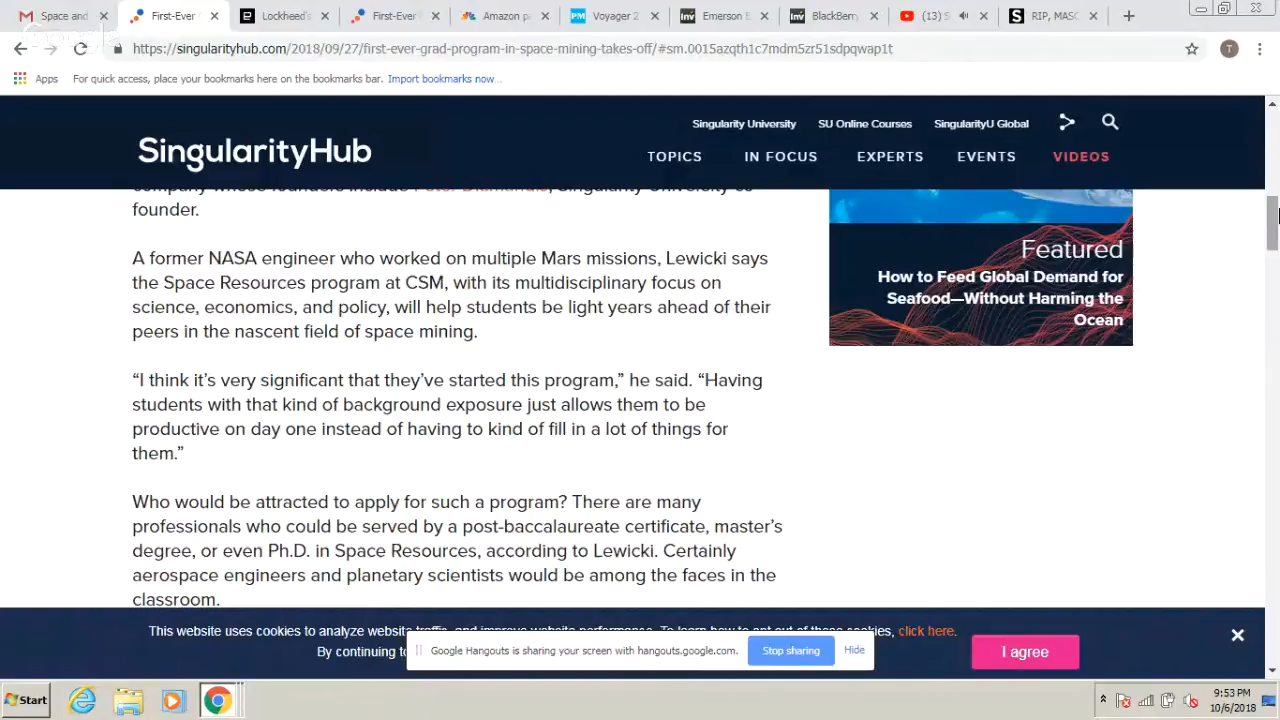 Space and
First-Ever
Lockheed's
First-Ever
Amazon p
Voyager 2
Emerson E
BlackBerry
(13) S
RIP, MASC
https://singularityhub.com/2018/09/27/first-ever-grad-program-in-space-mining-takes-off/#sm.0015azqth1c7mdm5zr51sdpqwap1t
T
Apps For quick access, place your bookmarks here on the bookmarks bar. Import bookmarks now...
Singularity University SU Online Courses SingularityU Global
SingularityHub
TOPICS IN FOCUS EXPERTS EVENTS VIDEOS
company whose founders include Peter Diamandis, Singularity University co-
founder.
A former NASA engineer who worked on multiple Mars missions, Lewicki says
the Space Resources program at CSM, with its multidisciplinary focus on
science, economics, and policy, will help students be light years ahead of their
peers in the nascent field of space mining.
“I think it’s very significant that they’ve started this program,” he said. “Having
students with that kind of background exposure just allows them to be
productive on day one instead of having to kind of fill in a lot of things for
them.”
Who would be attracted to apply for such a program? There are many
professionals who could be served by a post-baccalaureate certificate, master’s
degree, or even Ph.D. in Space Resources, according to Lewicki. Certainly
aerospace engineers and planetary scientists would be among the faces in the
classroom.
Featured
How to Feed Global Demand for
Seafood—Without Harming the
Ocean
This website uses cookies to analyze website traffic, and improve website performance. To learn how to opt out of these cookies, click here.
By continuing to
I agree
Google Hangouts is sharing your screen with hangouts.google.com.
Stop sharing
Hide
Start
9:53 PM
10/6/2018